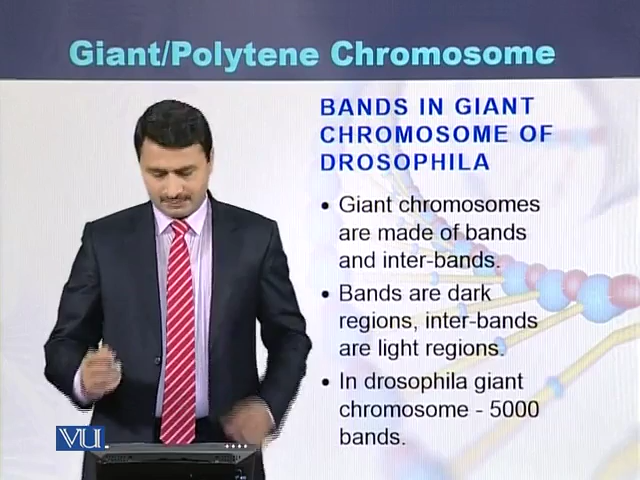 Giant/Polytene Chromosome
BANDS IN GIANT
CHROMOSOME OF
DROSOPHILA
• Giant chromosomes
are made of bands
and inter-bands.
• Bands are dark
regions, inter-bands
are light regions.
• In drosophila giant
chromosome - 5000
bands.
VU.